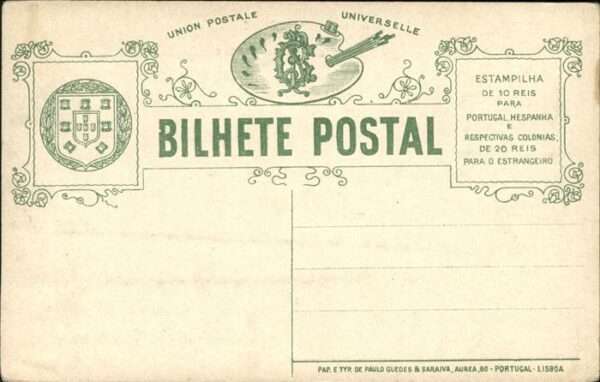 UNION POSTALE UNIVERSELLE
BILHETE POSTAL
ESTAMPILHA
DE 10 REIS
PARA
PORTUGAL, HESPANHA
E
RESPECTIVAS COLONIAS;
DE 20 REIS
PARA O ESTRANGEIRO
PAP. E TYP. DE PAULO GUEDES & SARAIVA, AUREA, 80 - PORTUGAL - LISBOA